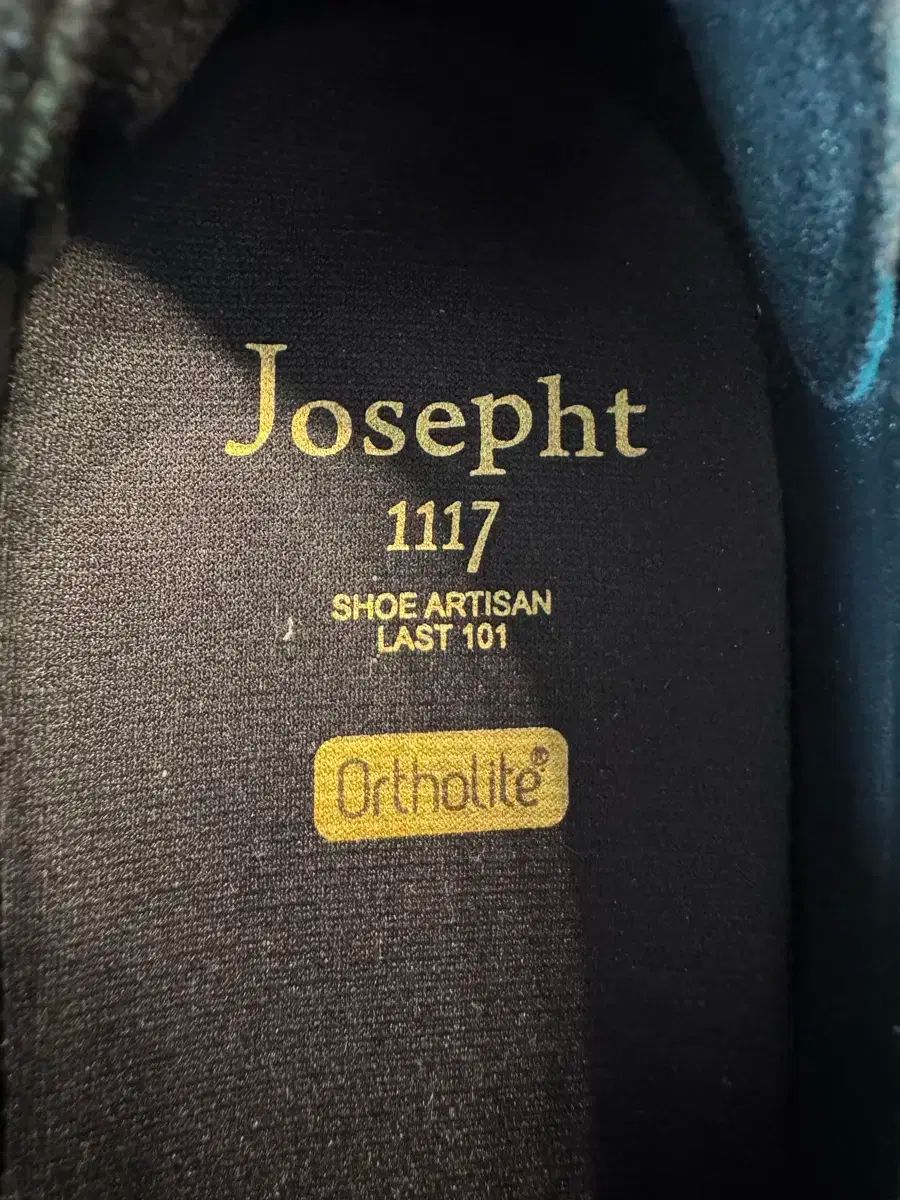 Josepht
1117
SHOE ARTISAN
LAST 101
Ortholite®